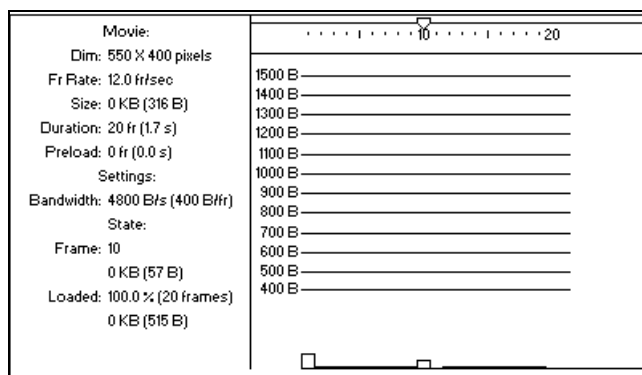 Movie:
Dim: 550 X 400 pixels
Fr Rate: 12.0 fr/sec
Size: 0 KB (316 B)
Duration: 20 fr (1.7 s)
Preload: 0 fr (0.0 s)
Settings:
Bandwidth: 4800 B/s (400 B/fr)
State:
Frame: 10
0 KB (57 B)
Loaded: 100.0 % (20 frames)
0 KB (515 B)
10 20
1500 B
1400 B
1300 B
1200 B
1100 B
1000 B
900 B
800 B
700 B
600 B
500 B
400 B